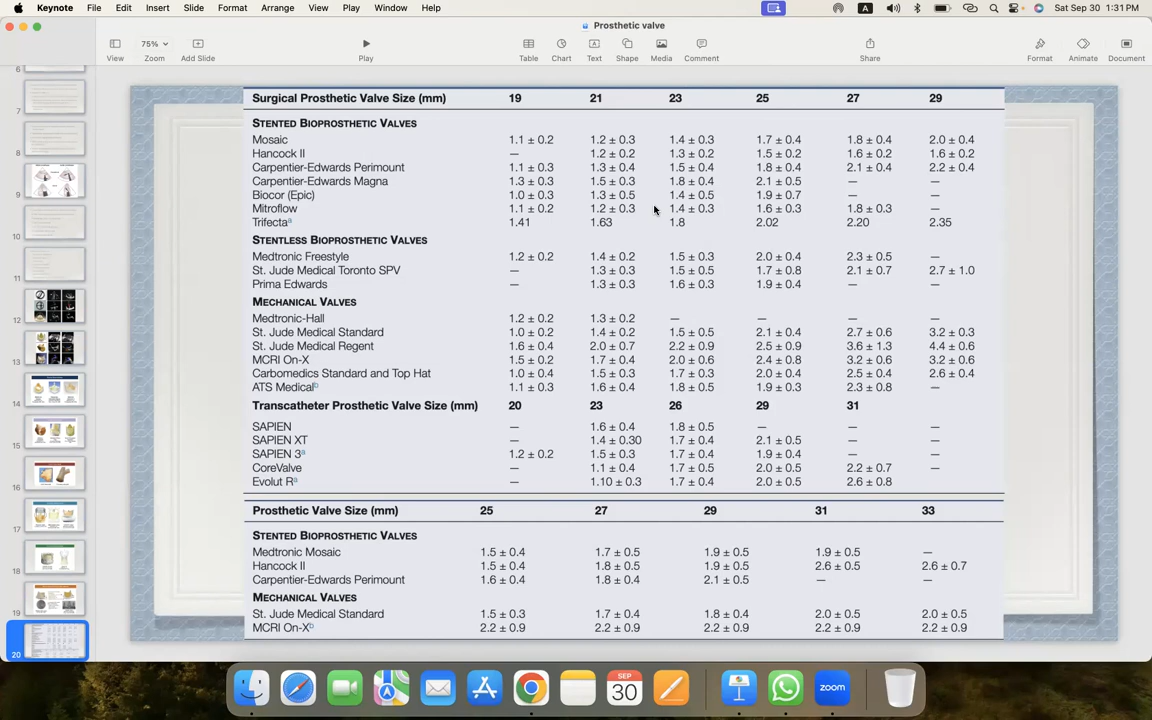 Keynote File Edit Insert Slide Format Arrange View Play Window Help A Sat Sep 30 1:31 PM
Prosthetic valve
75%
View Zoom Add Slide Play Table Chart Text Shape Media Comment Share Format Animate Document
6
7
8
9
10
11
12
13
14
15
16
17
18
19
20
Surgical Prosthetic Valve Size (mm) 19 21 23 25 27 29
STENTED BIOPROSTHETIC VALVES
Mosaic 1.1 ± 0.2 1.2 ± 0.3 1.4 ± 0.3 1.7 ± 0.4 1.8 ± 0.4 2.0 ± 0.4
Hancock II — 1.2 ± 0.2 1.3 ± 0.2 1.5 ± 0.2 1.6 ± 0.2 1.6 ± 0.2
Carpentier-Edwards Perimount 1.1 ± 0.3 1.3 ± 0.4 1.5 ± 0.4 1.8 ± 0.4 2.1 ± 0.4 2.2 ± 0.4
Carpentier-Edwards Magna 1.3 ± 0.3 1.5 ± 0.3 1.8 ± 0.4 2.1 ± 0.5 — —
Biocor (Epic) 1.0 ± 0.3 1.3 ± 0.5 1.4 ± 0.5 1.9 ± 0.7 — —
Mitroflow 1.1 ± 0.2 1.2 ± 0.3 1.4 ± 0.3 1.6 ± 0.3 1.8 ± 0.3 —
Trifectaᵃ 1.41 1.63 1.8 2.02 2.20 2.35
STENTLESS BIOPROSTHETIC VALVES
Medtronic Freestyle 1.2 ± 0.2 1.4 ± 0.2 1.5 ± 0.3 2.0 ± 0.4 2.3 ± 0.5 —
St. Jude Medical Toronto SPV — 1.3 ± 0.3 1.5 ± 0.5 1.7 ± 0.8 2.1 ± 0.7 2.7 ± 1.0
Prima Edwards — 1.3 ± 0.3 1.6 ± 0.3 1.9 ± 0.4 — —
MECHANICAL VALVES
Medtronic-Hall 1.2 ± 0.2 1.3 ± 0.2 — — — —
St. Jude Medical Standard 1.0 ± 0.2 1.4 ± 0.2 1.5 ± 0.5 2.1 ± 0.4 2.7 ± 0.6 3.2 ± 0.3
St. Jude Medical Regent 1.6 ± 0.4 2.0 ± 0.7 2.2 ± 0.9 2.5 ± 0.9 3.6 ± 1.3 4.4 ± 0.6
MCRI On-X 1.5 ± 0.2 1.7 ± 0.4 2.0 ± 0.6 2.4 ± 0.8 3.2 ± 0.6 3.2 ± 0.6
Carbomedics Standard and Top Hat 1.0 ± 0.4 1.5 ± 0.3 1.7 ± 0.3 2.0 ± 0.4 2.5 ± 0.4 2.6 ± 0.4
ATS Medicalᵇ 1.1 ± 0.3 1.6 ± 0.4 1.8 ± 0.5 1.9 ± 0.3 2.3 ± 0.8 —
Transcatheter Prosthetic Valve Size (mm) 20 23 26 29 31
SAPIEN — 1.6 ± 0.4 1.8 ± 0.5 — — —
SAPIEN XT — 1.4 ± 0.30 1.7 ± 0.4 2.1 ± 0.5 — —
SAPIEN 3ᵃ 1.2 ± 0.2 1.5 ± 0.3 1.7 ± 0.4 1.9 ± 0.4 — —
CoreValve — 1.1 ± 0.4 1.7 ± 0.5 2.0 ± 0.5 2.2 ± 0.7 —
Evolut Rᵃ — 1.10 ± 0.3 1.7 ± 0.4 2.0 ± 0.5 2.6 ± 0.8
Prosthetic Valve Size (mm) 25 27 29 31 33
STENTED BIOPROSTHETIC VALVES
Medtronic Mosaic 1.5 ± 0.4 1.7 ± 0.5 1.9 ± 0.5 1.9 ± 0.5 —
Hancock II 1.5 ± 0.4 1.8 ± 0.5 1.9 ± 0.5 2.6 ± 0.5 2.6 ± 0.7
Carpentier-Edwards Perimount 1.6 ± 0.4 1.8 ± 0.4 2.1 ± 0.5 — —
MECHANICAL VALVES
St. Jude Medical Standard 1.5 ± 0.3 1.7 ± 0.4 1.8 ± 0.4 2.0 ± 0.5 2.0 ± 0.5
MCRI On-Xᵇ 2.2 ± 0.9 2.2 ± 0.9 2.2 ± 0.9 2.2 ± 0.9 2.2 ± 0.9
SEP
30
zoom